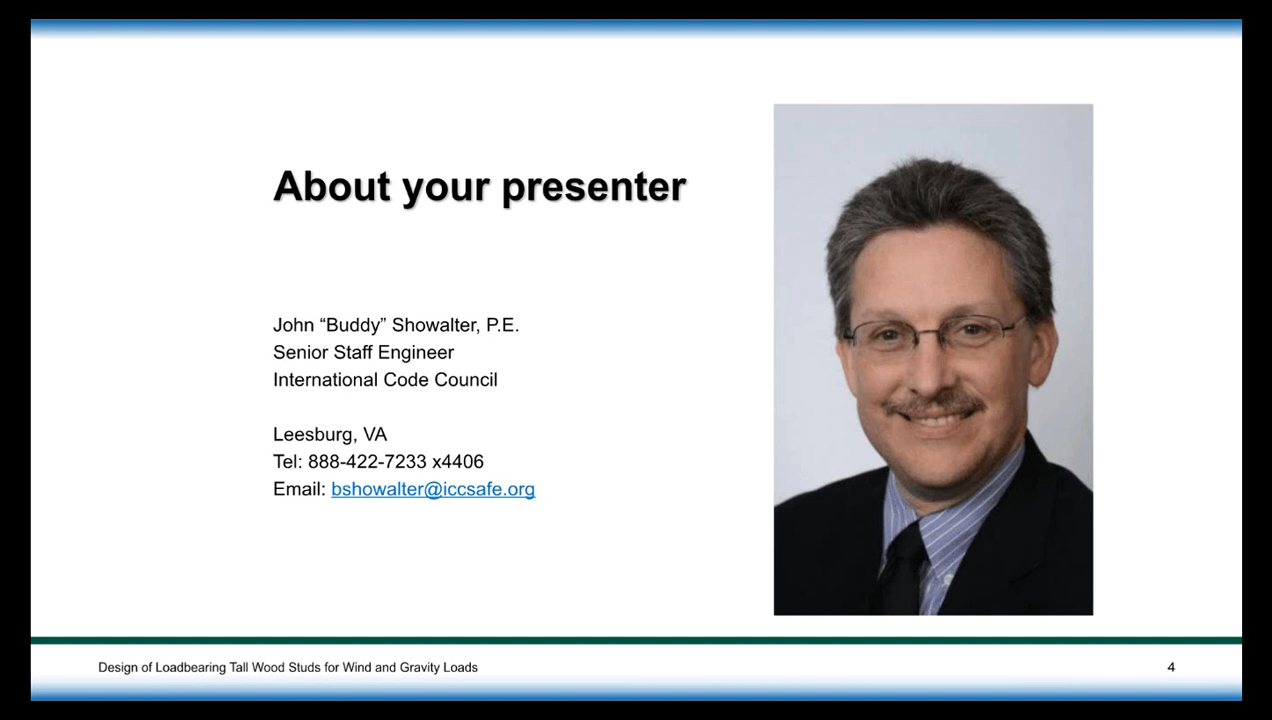 About your presenter
John “Buddy” Showalter, P.E.
Senior Staff Engineer
International Code Council
Leesburg, VA
Tel: 888-422-7233 x4406
Email: bshowalter@iccsafe.org
Design of Loadbearing Tall Wood Studs for Wind and Gravity Loads
4